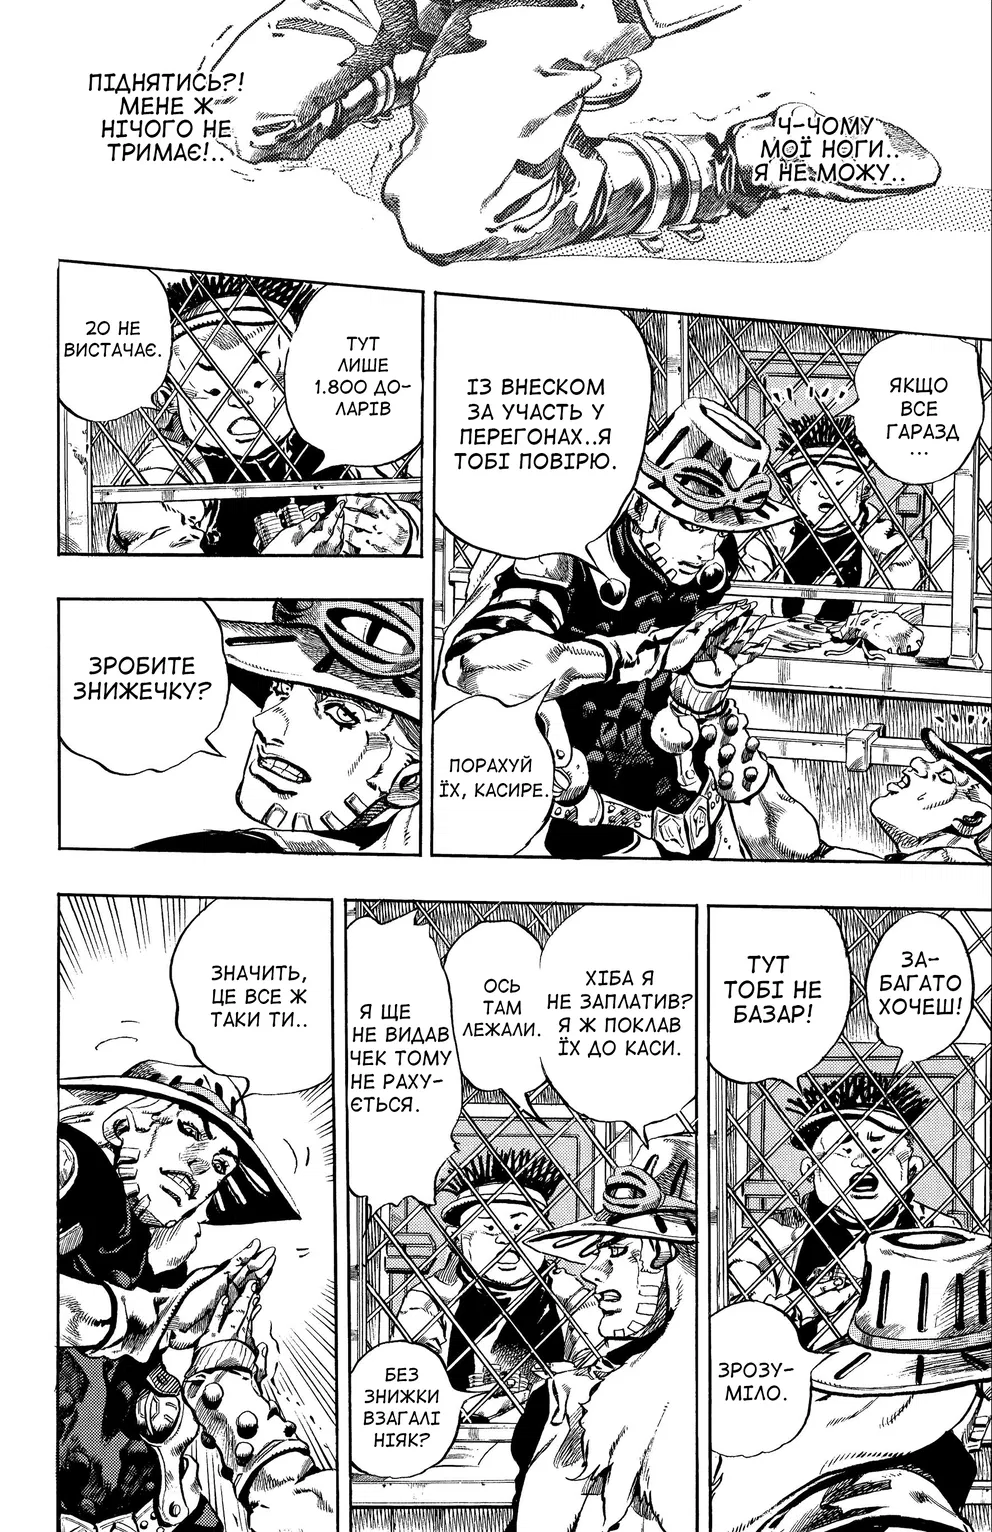 Ч-ЧОМУ
МОЇ НОГИ..
Я НЕ МОЖУ..
ПІДНЯТИСЬ?!
МЕНЕ Ж
НІЧОГО НЕ
ТРИМАЄ!..
ЯКЩО
ВСЕ
ГАРАЗД
...
ІЗ ВНЕСКОМ
ЗА УЧАСТЬ У
ПЕРЕГОНАХ..Я
ТОБІ ПОВІРЮ.
ПОРАХУЙ
ЇХ, КАСИРЕ.
ТУТ
ЛИШЕ
1.800 ДО-
ЛАРІВ
20 НЕ
ВИСТАЧАЄ.
ЗРОБИТЕ
ЗНИЖЕЧКУ?
ЗА-
БАГАТО
ХОЧЕШ!
ТУТ
ТОБІ НЕ
БАЗАР!
ЗРОЗУ-
МІЛО.
ХІБА Я
НЕ ЗАПЛАТИВ?
Я Ж ПОКЛАВ
ЇХ ДО КАСИ.
ОСЬ
ТАМ
ЛЕЖАЛИ.
Я ЩЕ
НЕ ВИДАВ
ЧЕК ТОМУ
НЕ РАХУ-
ЄТЬСЯ.
БЕЗ
ЗНИЖКИ
ВЗАГАЛІ
НІЯК?
ЗНАЧИТЬ,
ЦЕ ВСЕ Ж
ТАКИ ТИ..